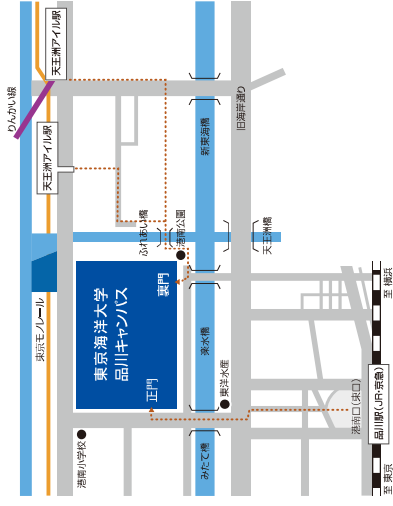 天王洲アイル駅
りんかい線
天王洲アイル駅
新東海橋
旧海岸通り
ふれあい橋
港南公園
天王洲橋
東京モノレール
東京海洋大学
品川キャンパス
裏門
正門
楽水橋
東洋水産
至 横浜
港南口(東口)
品川駅(JR・京急)
港南小学校
みたて橋
至 東京